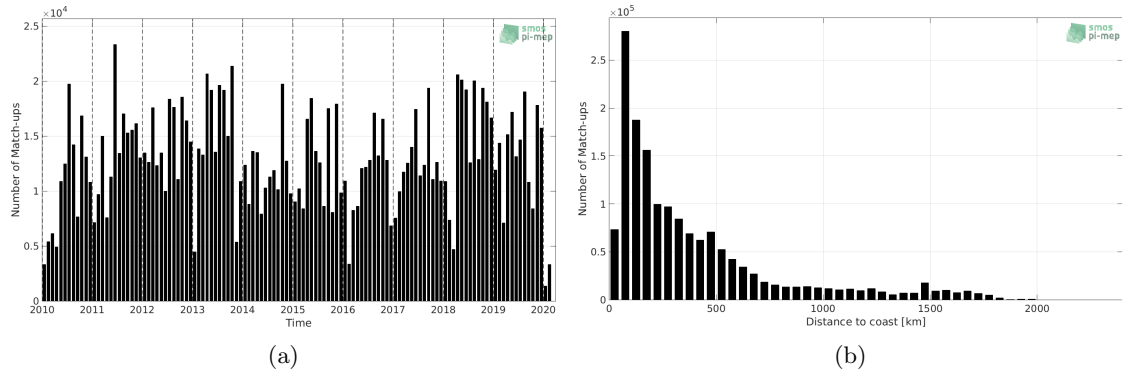 ×10⁴
2.5
2
1.5
1
0.5
0
Number of Match-ups
2010 2011 2012 2013 2014 2015 2016 2017 2018 2019 2020
Time
smos
pi-mep
(a)
×10⁵
2.5
2
1.5
1
0.5
0
Number of Match-ups
0 500 1000 1500 2000
Distance to coast [km]
smos
pi-mep
(b)